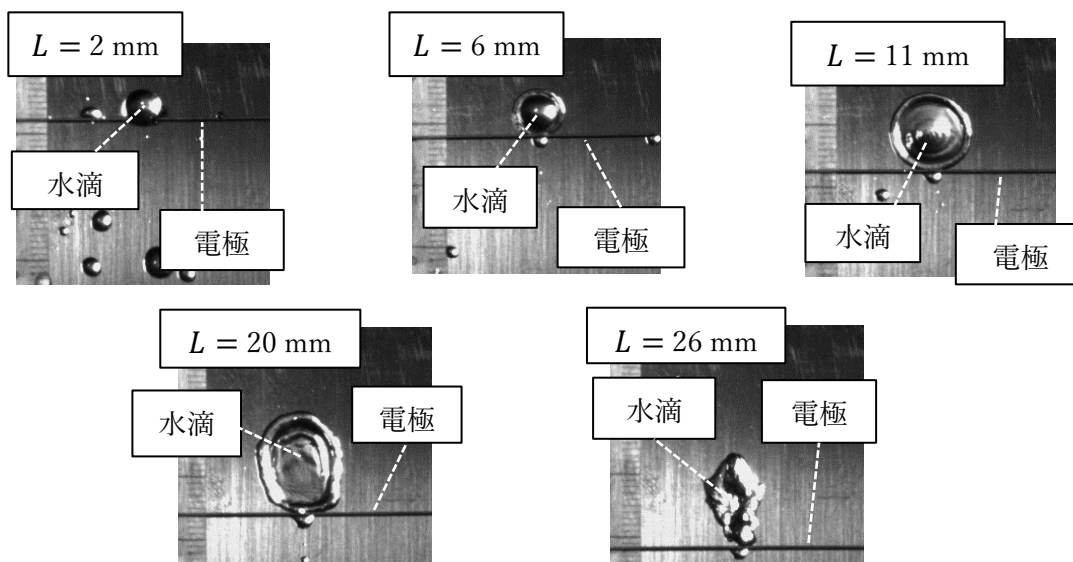 L = 2 mm
水滴
電極
L = 6 mm
水滴
電極
L = 11 mm
水滴
電極
L = 20 mm
水滴
電極
L = 26 mm
水滴
電極